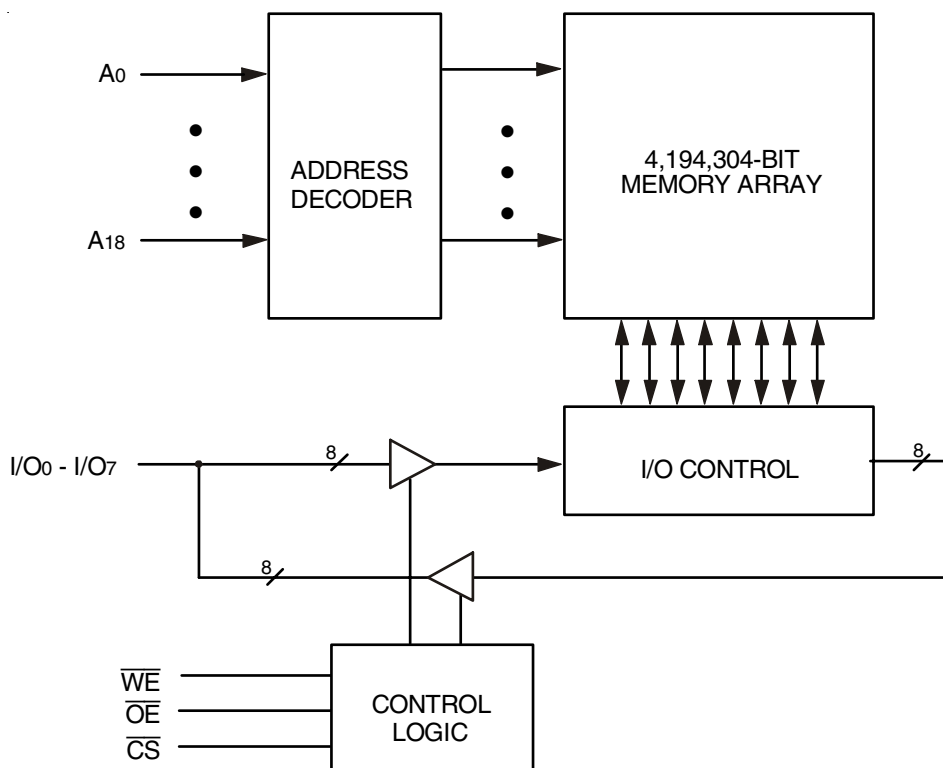 A0
A18
ADDRESS
DECODER
4,194,304-BIT
MEMORY ARRAY
I/O0 - I/O7
8
I/O CONTROL
8
8
WE
OE
CS
CONTROL
LOGIC